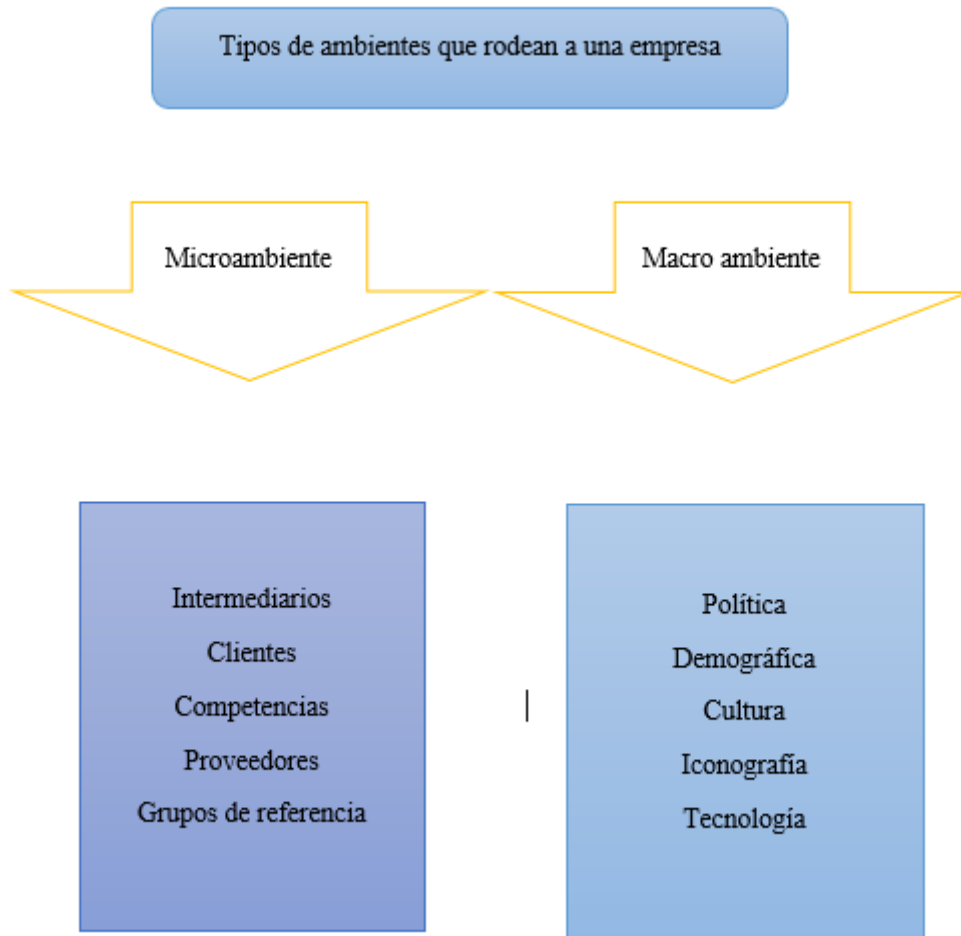 Tipos de ambientes que rodean a una empresa
Microambiente
Macro ambiente
Intermediarios
Clientes
Competencias
Proveedores
Grupos de referencia
Política
Demográfíca
Cultura
Iconografía
Tecnología